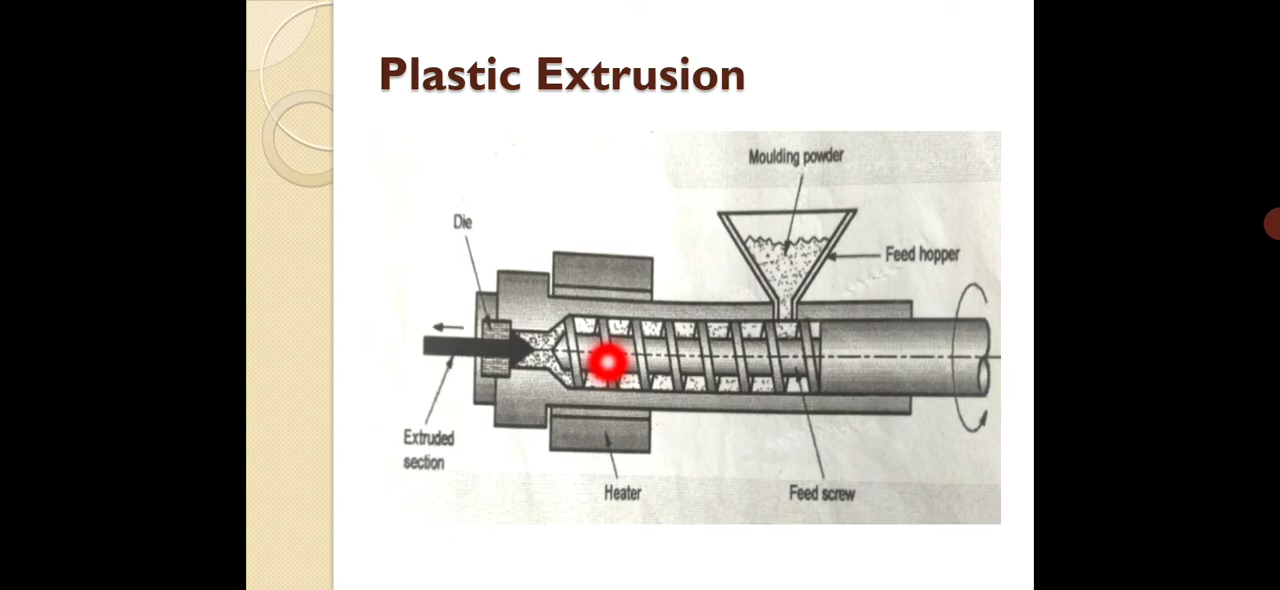 Plastic Extrusion
Moulding powder
Die
Feed hopper
Extruded
section
Heater
Feed screw